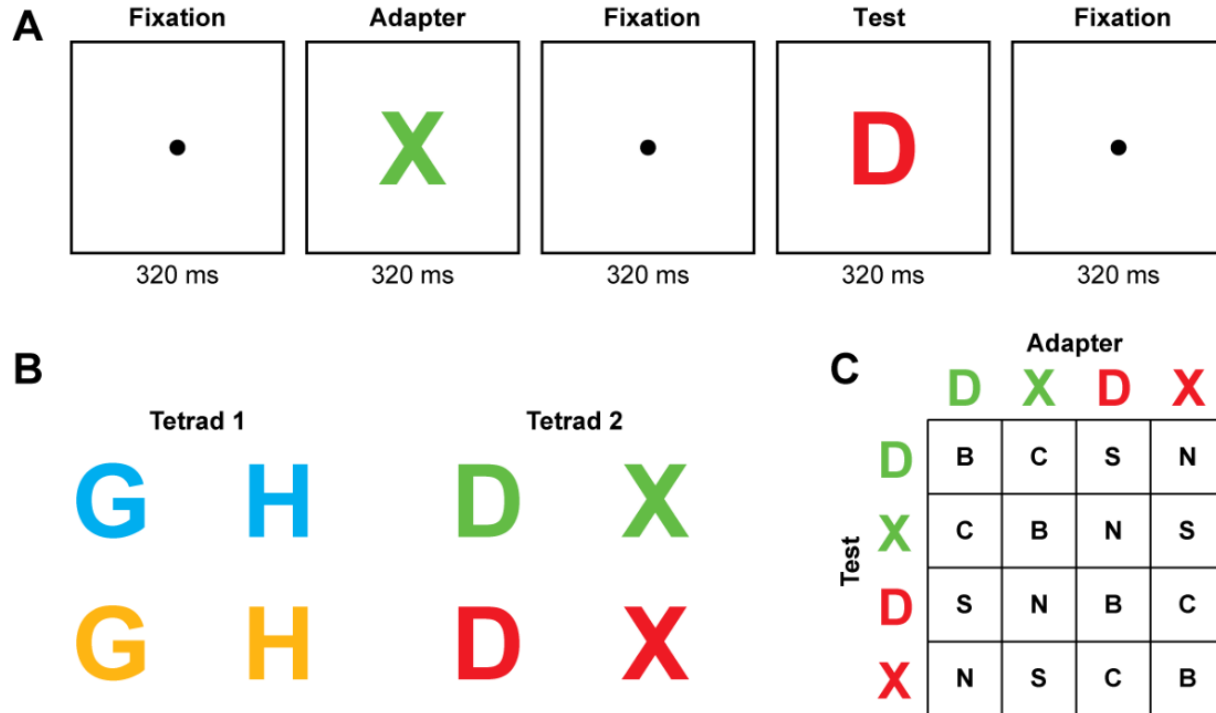 A
Fixation Adapter Fixation Test Fixation
X D
320 ms 320 ms 320 ms 320 ms 320 ms
B
Tetrad 1 Tetrad 2
G H D X
G H D X
C
Adapter
D X D X
Test
D B C S N
X C B N S
D S N B C
X N S C B